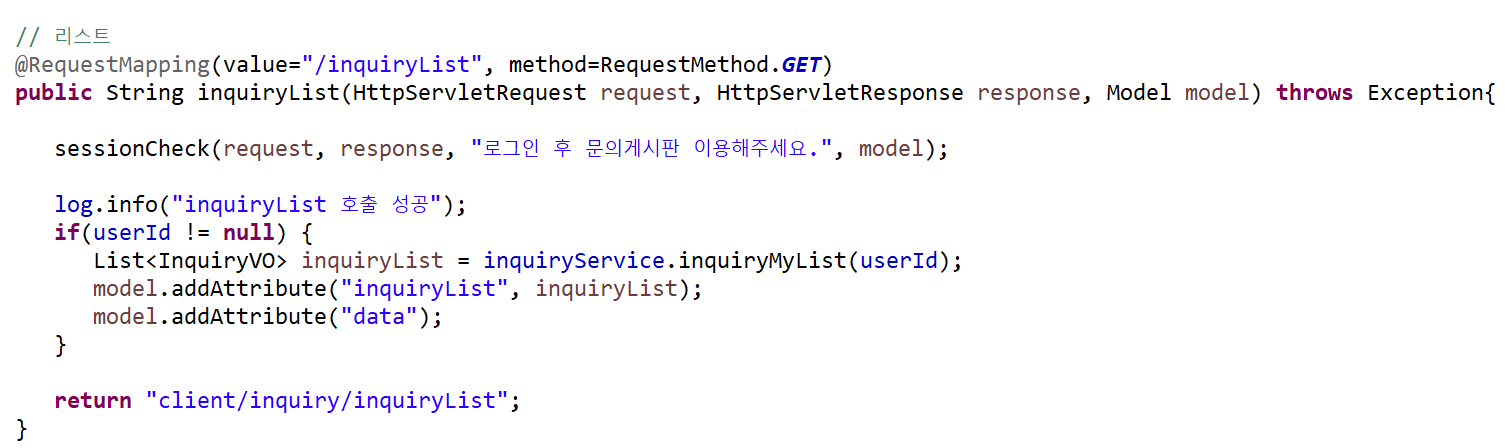 // 리스트
@RequestMapping(value="/inquiryList", method=RequestMethod.GET)
public String inquiryList(HttpServletRequest request, HttpServletResponse response, Model model) throws Exception{
sessionCheck(request, response, "로그인 후 문의게시판 이용해주세요.", model);
log.info("inquiryList 호출 성공");
if(userId != null) {
List<InquiryVO> inquiryList = inquiryService.inquiryMyList(userId);
model.addAttribute("inquiryList", inquiryList);
model.addAttribute("data");
}
return "client/inquiry/inquiryList";
}